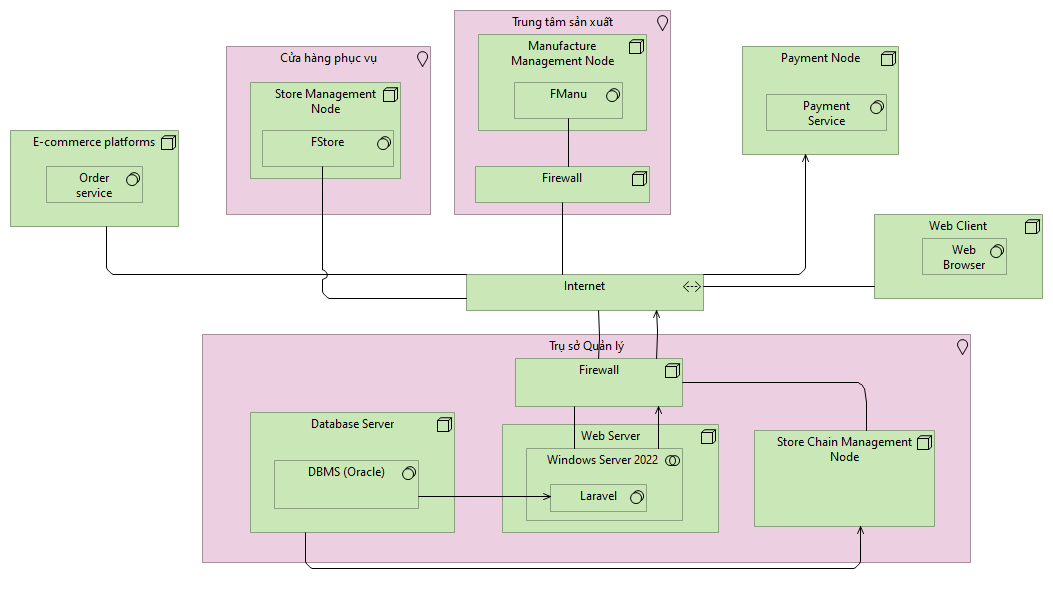 Trung tâm sản xuất
Manufacture
Management Node
FManu
Firewall
Cửa hàng phục vụ
Store Management
Node
FStore
Payment Node
Payment
Service
E-commerce platforms
Order
service
Web Client
Web
Browser
Internet
Trụ sở Quản lý
Firewall
Database Server
DBMS (Oracle)
Web Server
Windows Server 2022
Laravel
Store Chain Management
Node